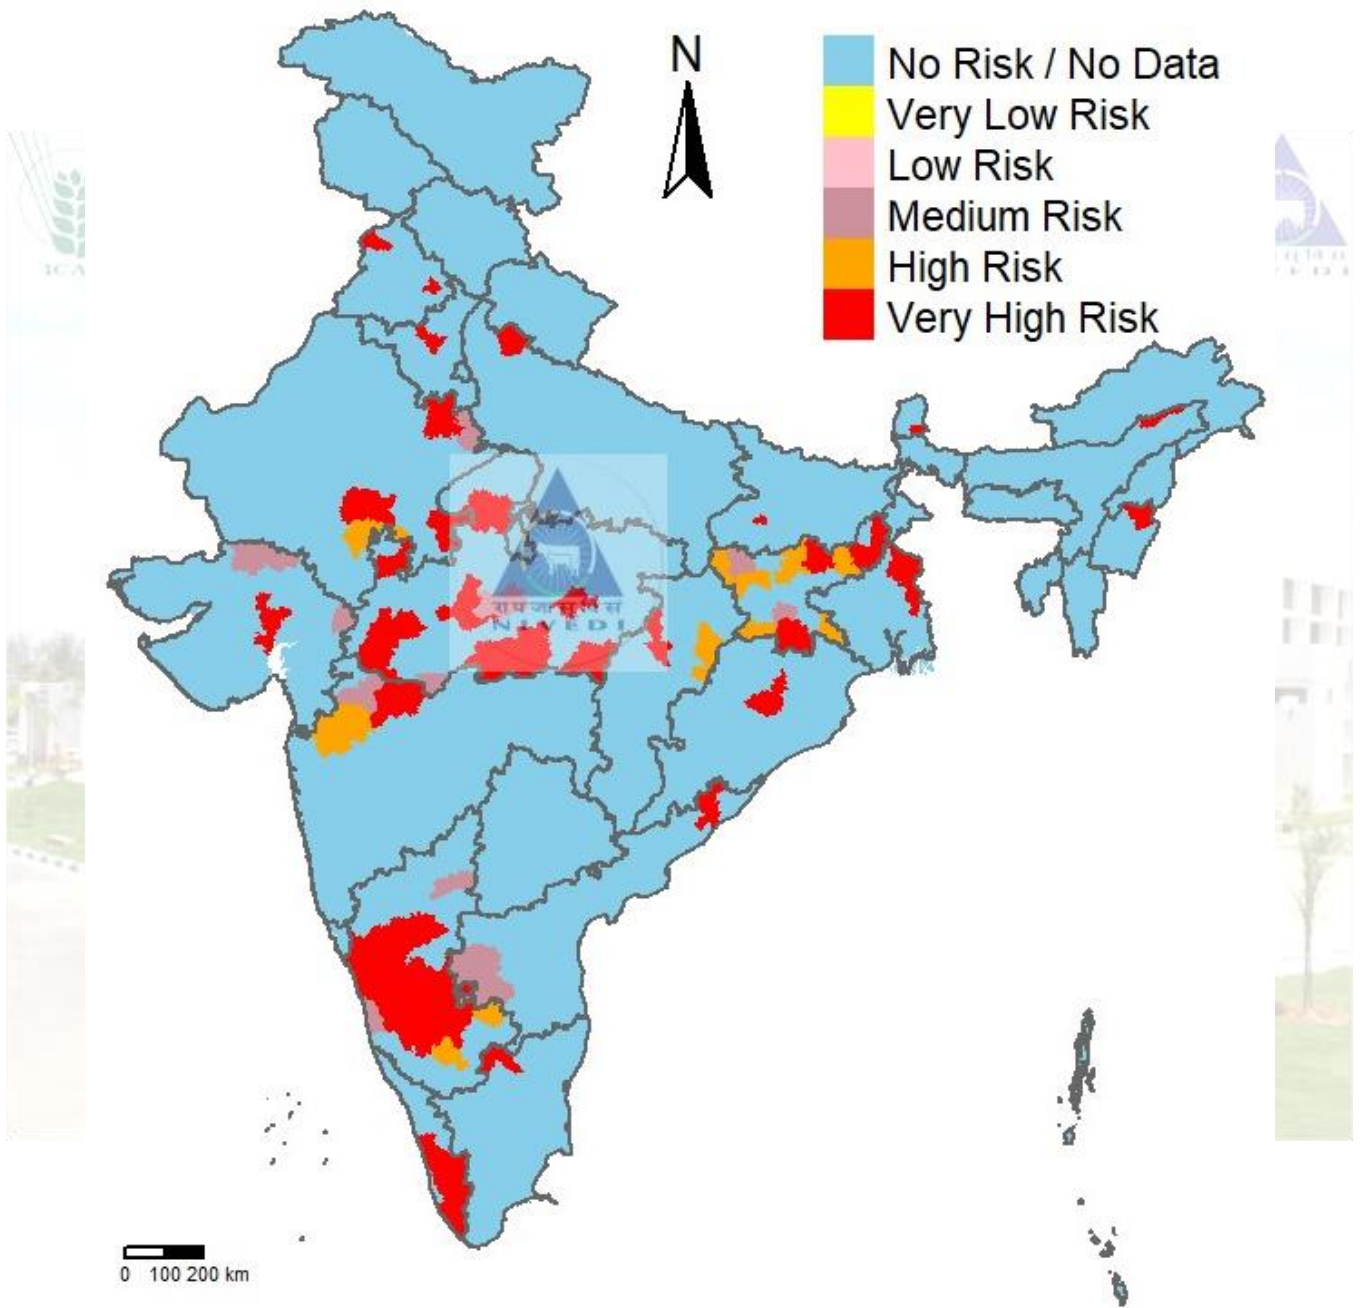 N
No Risk / No Data
Very Low Risk
Low Risk
Medium Risk
High Risk
Very High Risk
NIVEDI
0 100 200 km